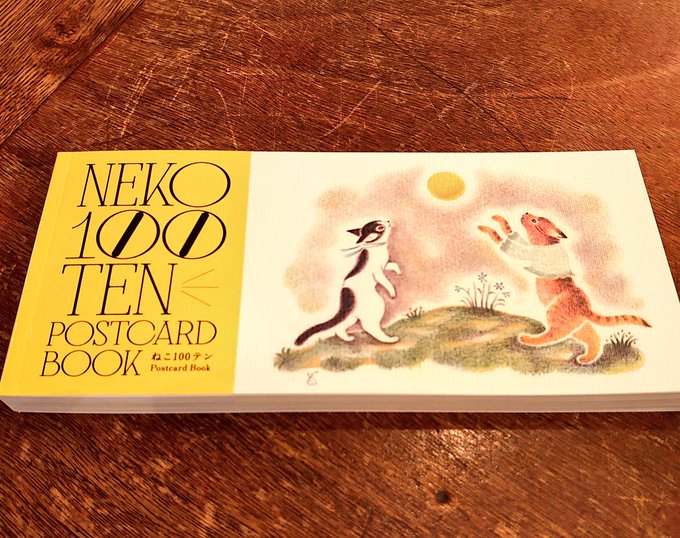 NEKO
100
TEN
POSTCARD
BOOK
ねこ100テン
Postcard Book